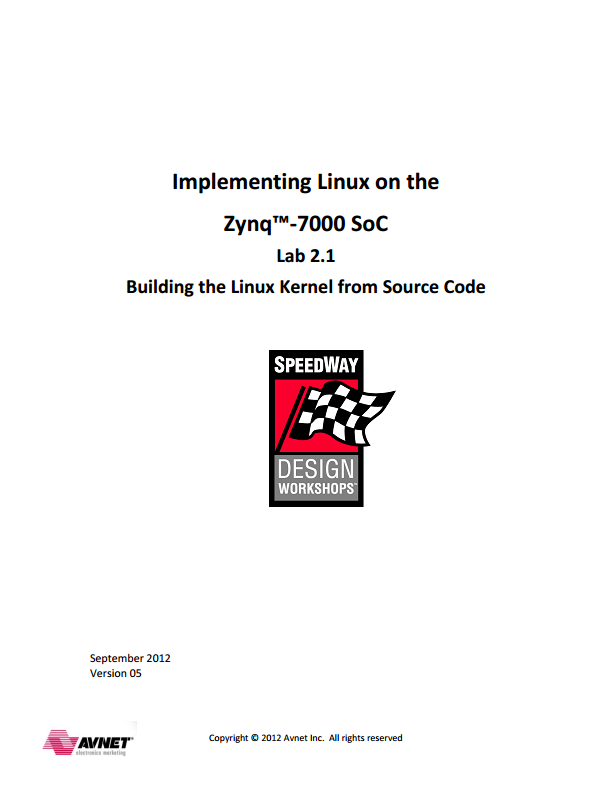 Implementing Linux on the
Zynq™-7000 SoC
Lab 2.1
Building the Linux Kernel from Source Code
SPEEDWAY
DESIGN
WORKSHOPS™
September 2012
Version 05
AVNET®
electronics marketing
Copyright © 2012 Avnet Inc. All rights reserved